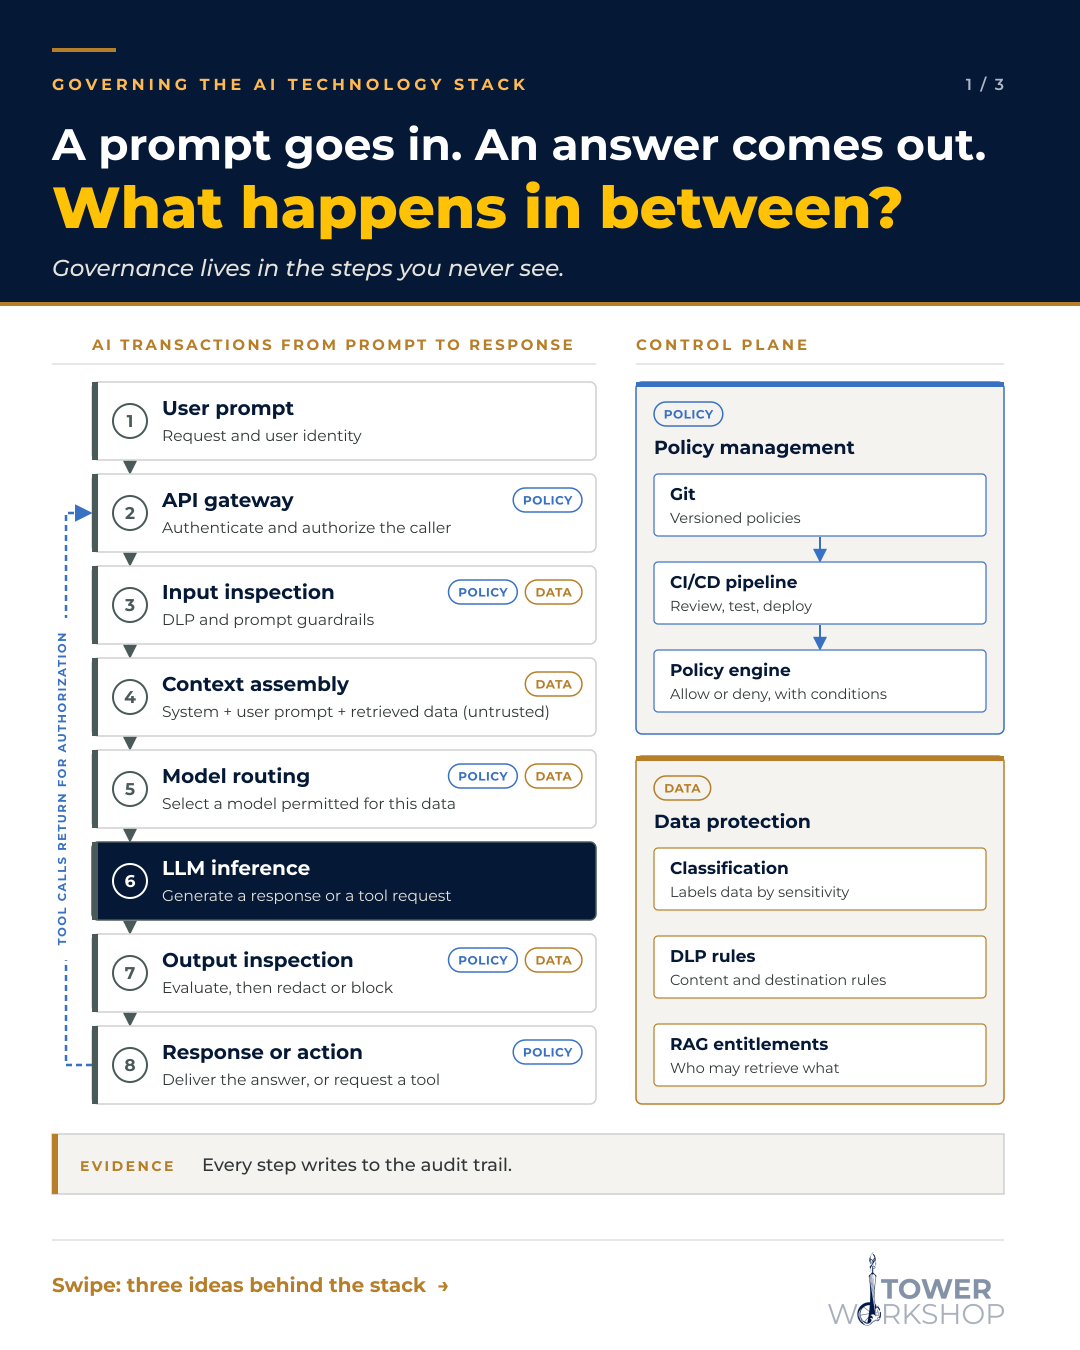 GOVERNING THE AI TECHNOLOGY STACK
1 / 3
A prompt goes in. An answer comes out.
What happens in between?
Governance lives in the steps you never see.
AI TRANSACTIONS FROM PROMPT TO RESPONSE
1
User prompt
Request and user identity
2
API gateway
POLICY
Authenticate and authorize the caller
3
Input inspection
POLICY
DATA
DLP and prompt guardrails
4
Context assembly
DATA
System + user prompt + retrieved data (untrusted)
5
Model routing
POLICY
DATA
Select a model permitted for this data
6
LLM inference
Generate a response or a tool request
7
Output inspection
POLICY
DATA
Evaluate, then redact or block
8
Response or action
POLICY
Deliver the answer, or request a tool
TOOL CALLS RETURN FOR AUTHORIZATION
CONTROL PLANE
POLICY
Policy management
Git
Versioned policies
CI/CD pipeline
Review, test, deploy
Policy engine
Allow or deny, with conditions
DATA
Data protection
Classification
Labels data by sensitivity
DLP rules
Content and destination rules
RAG entitlements
Who may retrieve what
EVIDENCE
Every step writes to the audit trail.
Swipe: three ideas behind the stack →
TOWER
WORKSHOP